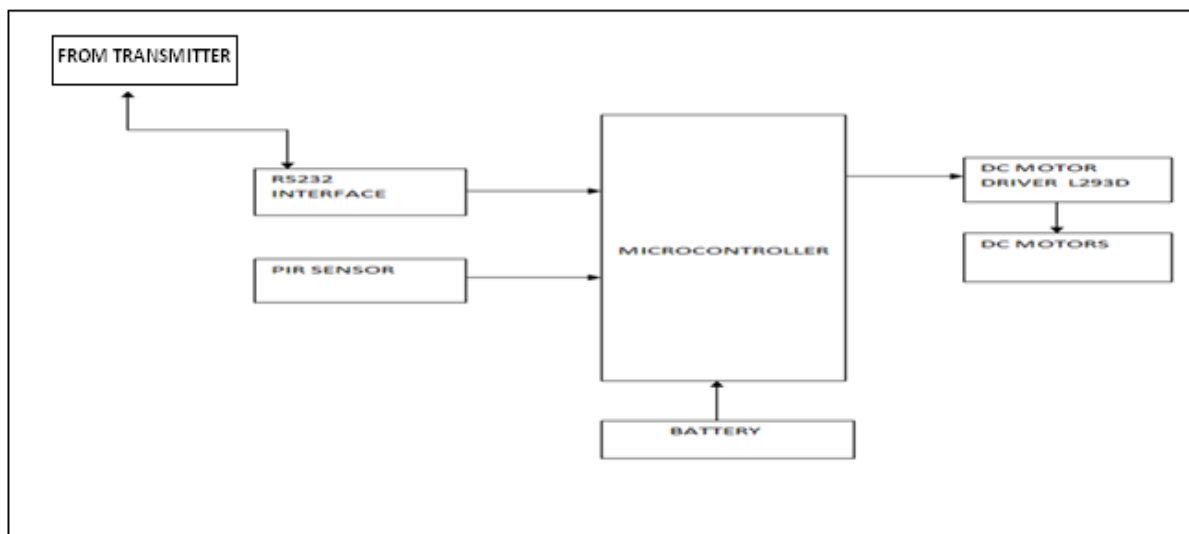 FROM TRANSMITTER
RS232
INTERFACE
PIR SENSOR
MICROCONTROLLER
DC MOTOR
DRIVER L293D
DC MOTORS
BATTERY